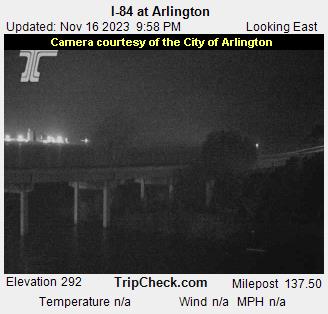 I-84 at Arlington
Updated: Nov 16 2023 9:58 PM Looking East
Camera courtesy of the City of Arlington
Elevation 292 TripCheck.com Milepost 137.50
Temperature n/a Wind n/a MPH n/a